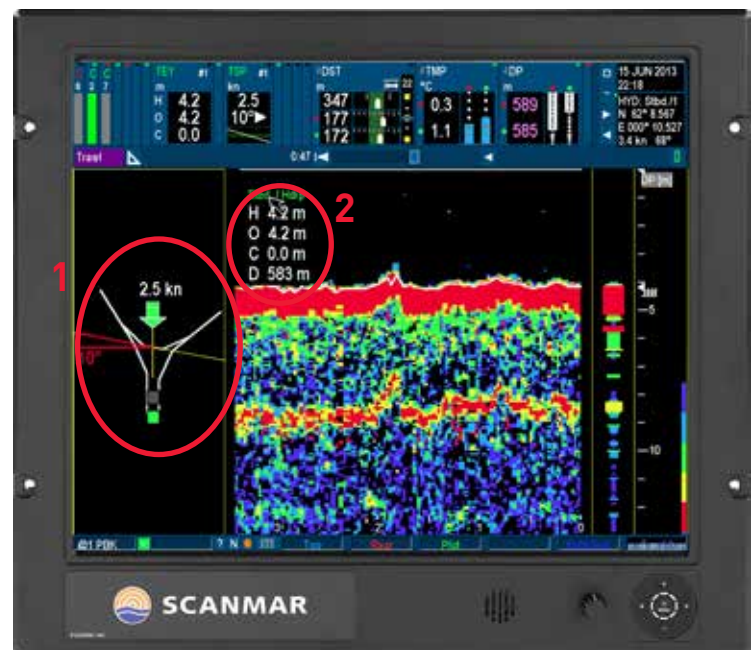 TEY #1
m
H 4.2
O 4.2
C 0.0
#1
kn
2.5
10°
DST
m
347
177
172
22
TMP
°C
0.3
1.1
DP
589
585
15 JUN 2013
22:18
HYD: Stbd./1
N 62° 8.567
E 000° 10.527
3.4 kn 68°
Trawl
0:47
1
2.5 kn
10°
2
H 4.2 m
O 4.2 m
C 0.0 m
D 583 m
DP [m]
5
10
? N
SCANMAR